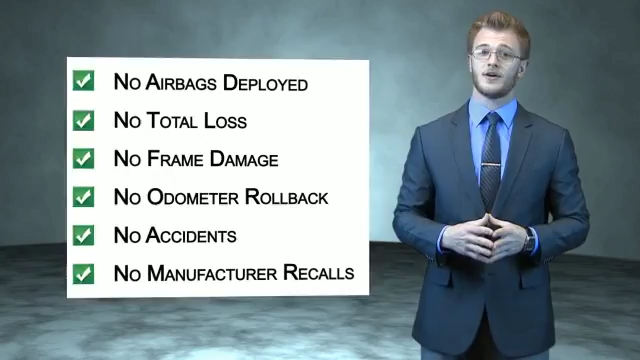 No Airbags Deployed
No Total Loss
No Frame Damage
No Odometer Rollback
No Accidents
No Manufacturer Recalls